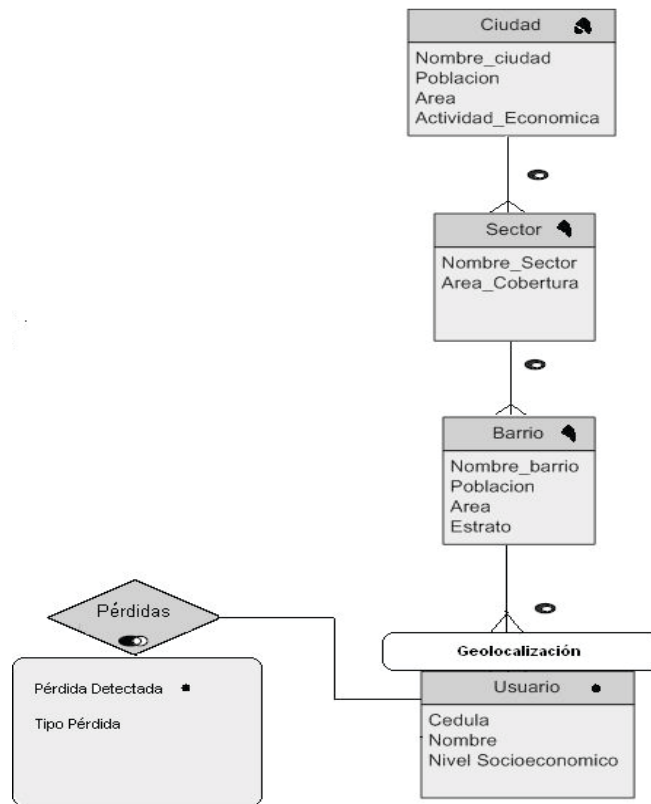 Ciudad
Nombre_ciudad
Poblacion
Area
Actividad_Economica
Sector
Nombre_Sector
Area_Cobertura
Barrio
Nombre_barrio
Poblacion
Area
Estrato
Pérdidas
Pérdida Detectada
Tipo Pérdida
Geolocalización
Usuario
Cedula
Nombre
Nivel Socioeconomico